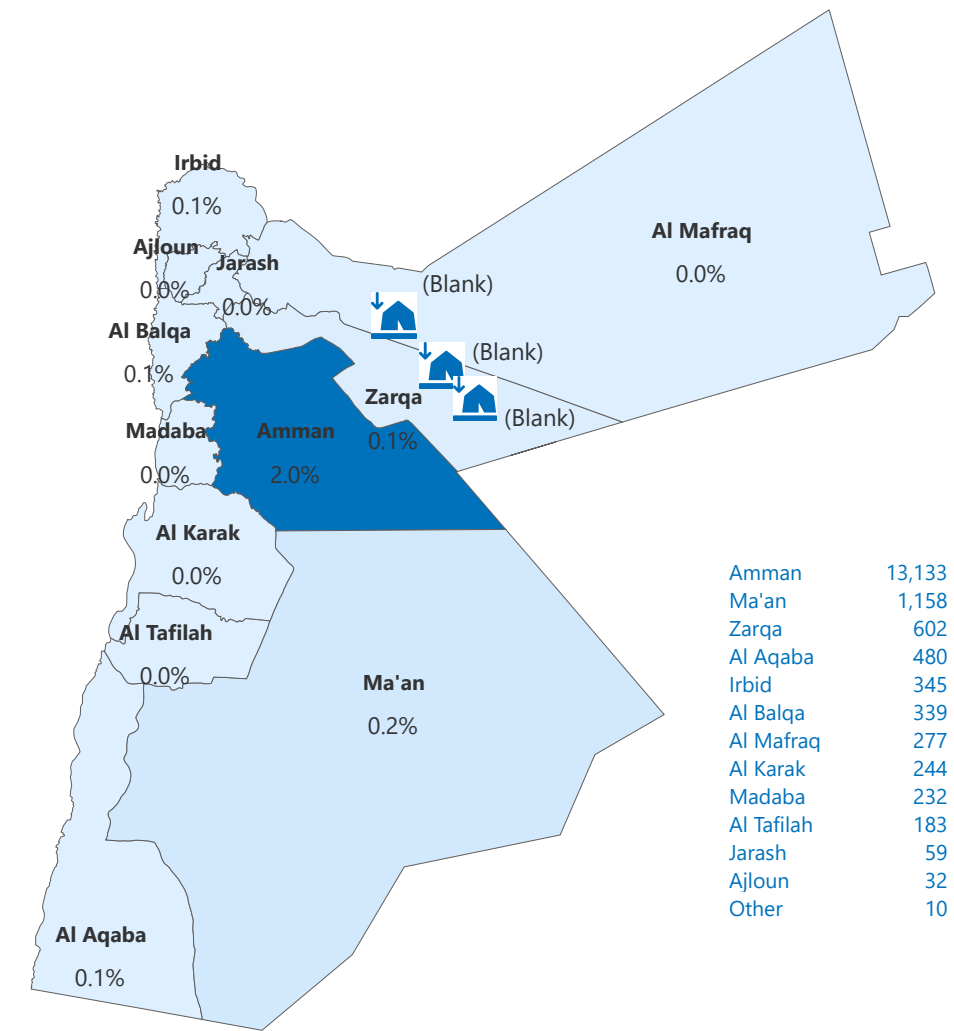 Irbid
0.1%
Ajloun
0.0%
Jarash
0.0%
Al Mafraq
0.0%
(Blank)
(Blank)
(Blank)
Al Balqa
0.1%
Zarqa
0.1%
Madaba
0.0%
Amman
2.0%
Al Karak
0.0%
Al Tafilah
0.0%
Ma'an
0.2%
Al Aqaba
0.1%
Amman 13,133
Ma'an 1,158
Zarqa 602
Al Aqaba 480
Irbid 345
Al Balqa 339
Al Mafraq 277
Al Karak 244
Madaba 232
Al Tafilah 183
Jarash 59
Ajloun 32
Other 10